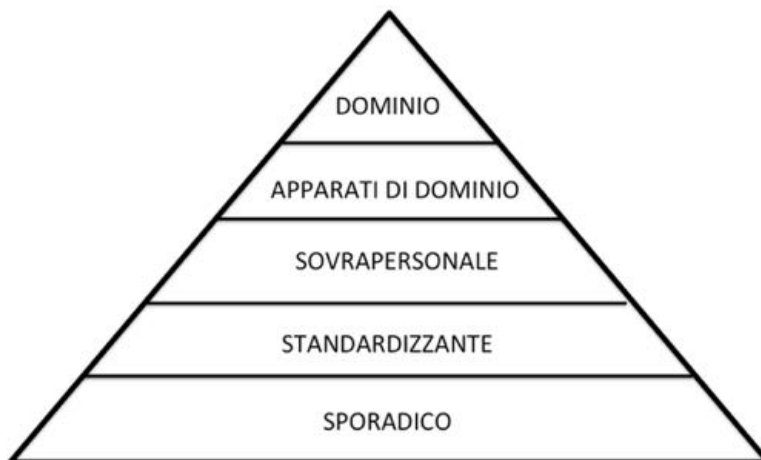 DOMINIO
APPARATI DI DOMINIO
SOVRAPERSONALE
STANDARDIZZANTE
SPORADICO